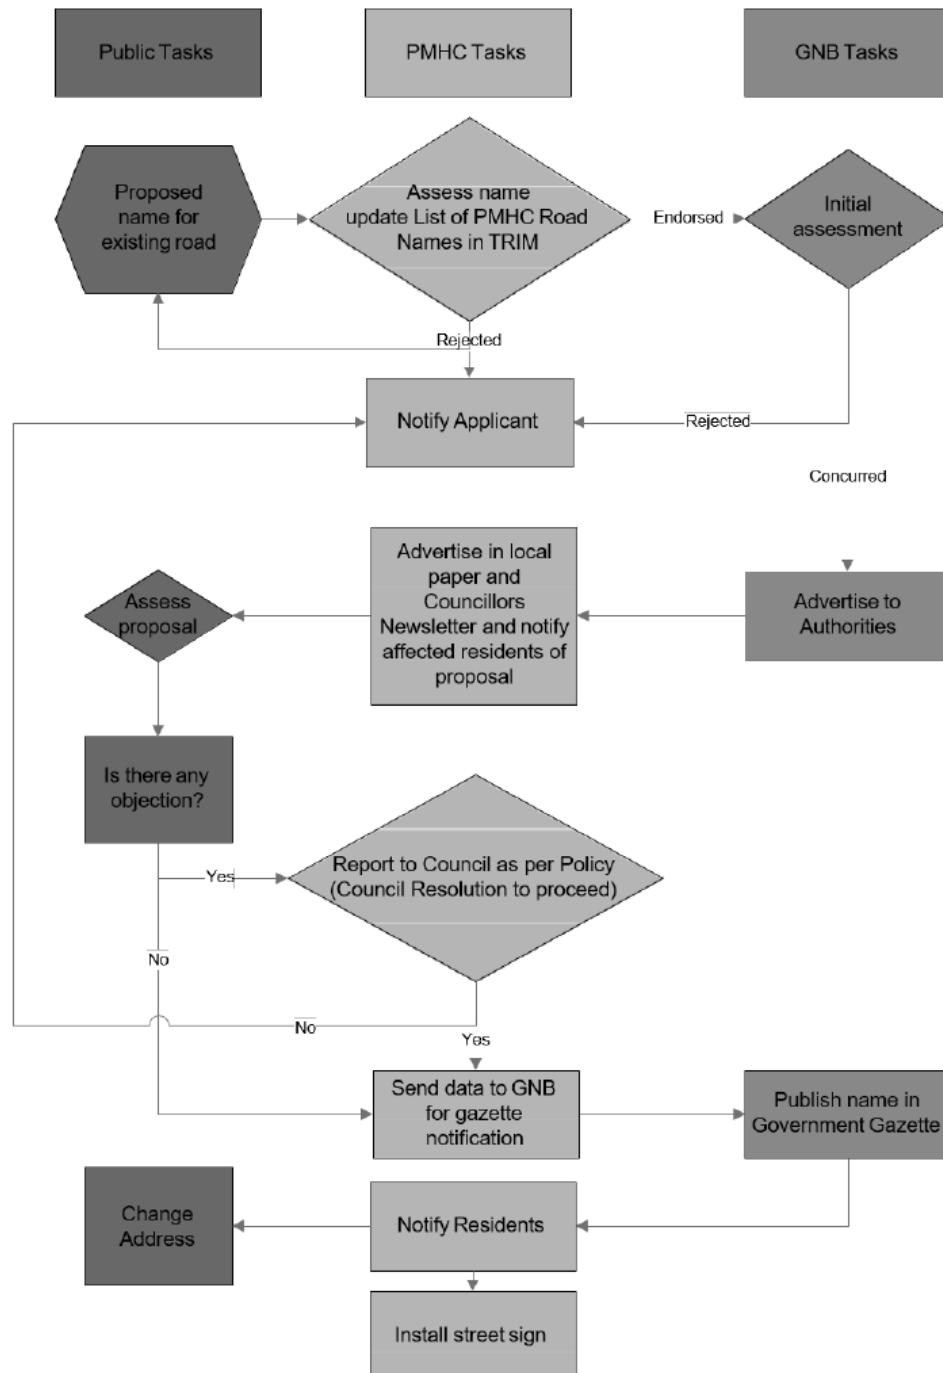 Public Tasks
PMHC Tasks
GNB Tasks
Proposed
name for
existing road
Assess name
update List of PMHC Road
Names in TRIM
Endorsed
Initial
assessment
Rejected
Notify Applicant
Rejected
Concurred
Assess
proposal
Advertise in local
paper and
Councillors
Newsletter and notify
affected residents of
proposal
Advertise to
Authorities
Is there any
objection?
Yes
Report to Council as per Policy
(Council Resolution to proceed)
No
No
Yes
Send data to GNB
for gazette
notification
Publish name in
Government Gazette
Change
Address
Notify Residents
Install street sign